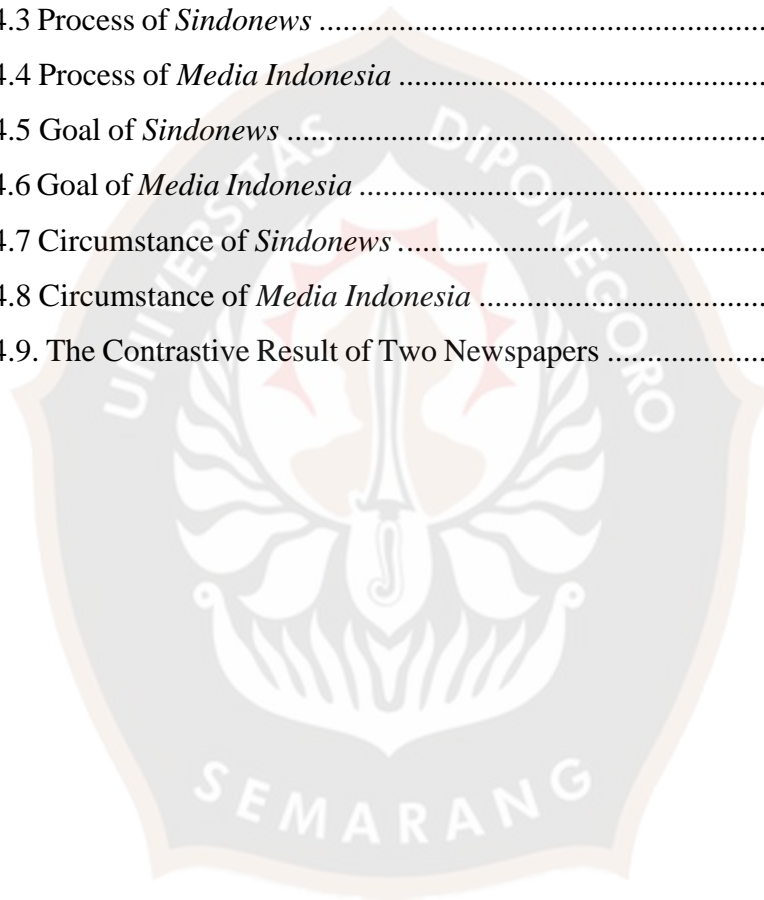 4.3 Process of Sindonews ................................................................
4.4 Process of Media Indonesia ....................................................
4.5 Goal of Sindonews .....................................................................
4.6 Goal of Media Indonesia ..........................................................
4.7 Circumstance of Sindonews .....................................................
4.8 Circumstance of Media Indonesia .........................................
4.9. The Contrastive Result of Two Newspapers ......................
UNIVERSITAS DIPONEGORO
SEMARANG